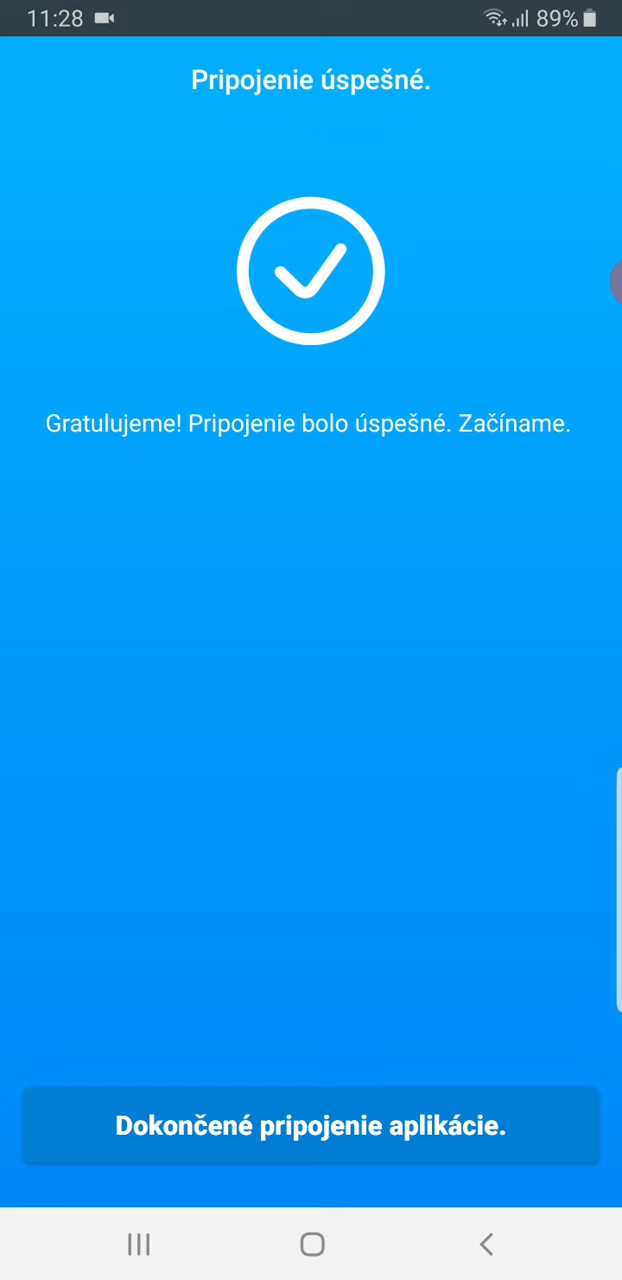 11:28
89%
Pripojenie úspešné.
Gratulujeme! Pripojenie bolo úspešné. Začíname.
Dokončené pripojenie aplikácie.